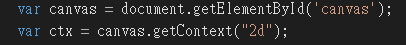 var canvas = document.getElementById('canvas');
var ctx = canvas.getContext("2d");